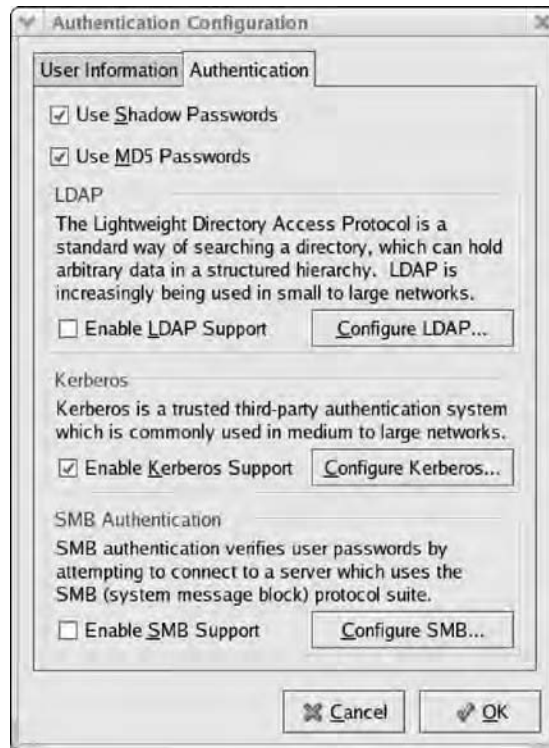 Authentication Configuration
User Information
Authentication
Use Shadow Passwords
Use MD5 Passwords
LDAP
The Lightweight Directory Access Protocol is a
standard way of searching a directory, which can hold
arbitrary data in a structured hierarchy. LDAP is
increasingly being used in small to large networks.
Enable LDAP Support
Configure LDAP...
Kerberos
Kerberos is a trusted third-party authentication system
which is commonly used in medium to large networks.
Enable Kerberos Support
Configure Kerberos...
SMB Authentication
SMB authentication verifies user passwords by
attempting to connect to a server which uses the
SMB (system message block) protocol suite.
Enable SMB Support
Configure SMB...
Cancel
OK